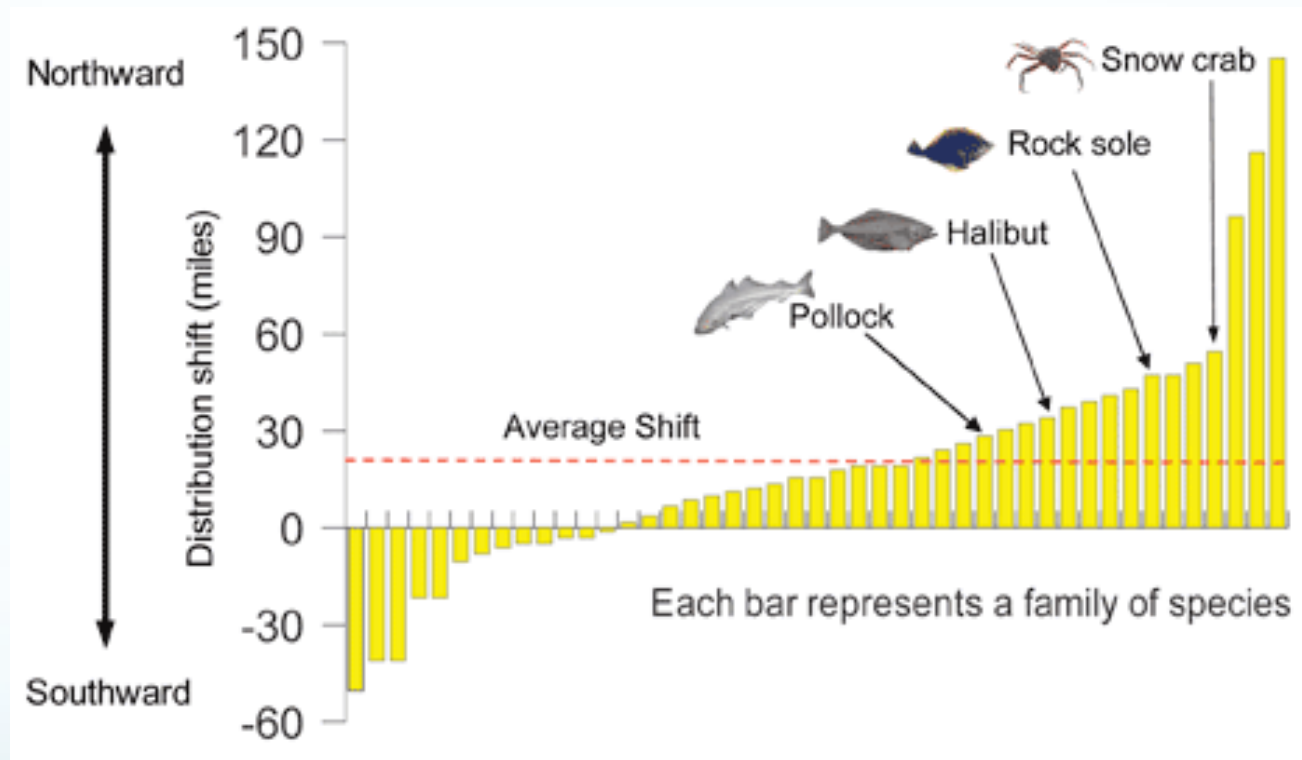 150
Northward
Snow crab
120
Rock sole
90
Halibut
Distribution shift (miles)
60
Pollock
30
Average Shift
0
Each bar represents a family of species
-30
Southward
-60